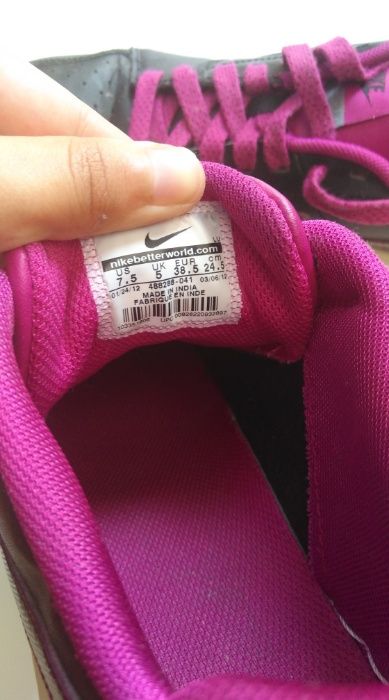 W
nikebetterworld.com
US UK EUR cm
7.5 5 38.5 24.5
01/24/12 488288-041 03/06/12
MADE IN INDIA
FABRIQUE EN INDE